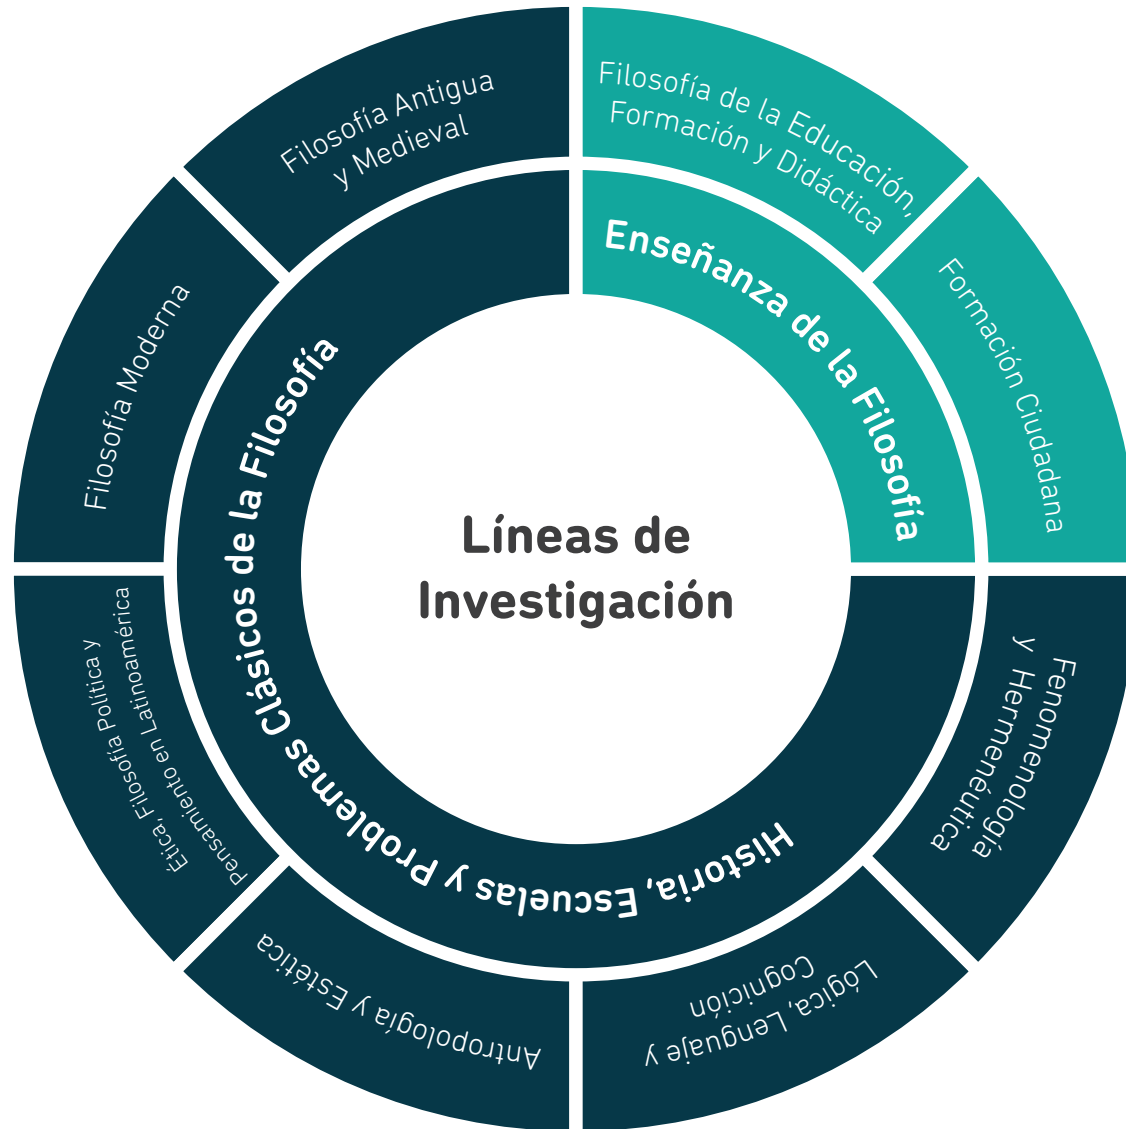 Líneas de
Investigación
Enseñanza de la Filosofía
Filosofía de la Educación,
Formación y Didáctica
Formación Ciudadana
Historia, Escuelas y Problemas Clásicos de la Filosofía
Fenomenología
y Hermenéutica
Lógica, Lenguaje y
Cognición
Antropología y Estética
Ética, Filosofía Política y
Pensamiento en Latinoamérica
Filosofía Moderna
Filosofía Antigua
y Medieval